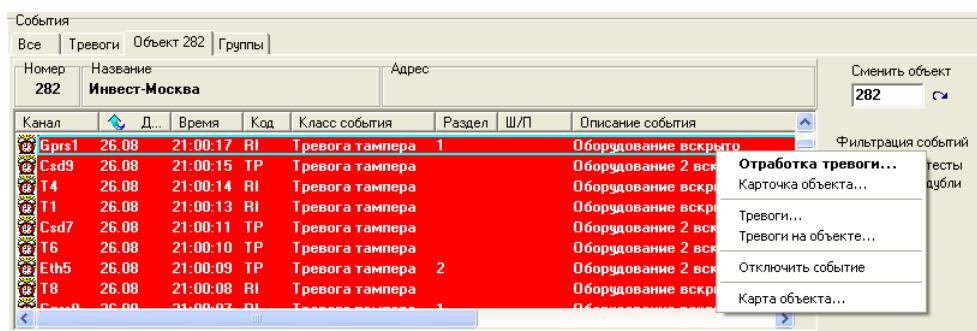 События
Все Тревоги Объект 282 Группы
Номер Название Адрес Сменить объект
282 Инвест-Москва 282
Канал Д... Время Код Класс события Раздел Ш/П Описание события
Gprs1 26.08 21:00:17 RI Тревога тампера 1 Оборудование вскрыто Фильтрация событий
Csd9 26.08 21:00:15 TP Тревога тампера Оборудование 2 вск Отработка тревоги... тесты
T4 26.08 21:00:14 RI Тревога тампера Оборудование вскр Карточка объекта... дубли
T1 26.08 21:00:13 RI Тревога тампера Оборудование вскр
Csd7 26.08 21:00:11 TP Тревога тампера Оборудование 2 вск Тревоги...
T6 26.08 21:00:10 TP Тревога тампера Оборудование 2 вск Тревоги на объекте...
Eth5 26.08 21:00:09 TP Тревога тампера 2 Оборудование 2 вск Отключить событие
T8 26.08 21:00:08 RI Тревога тампера Оборудование вскр
Карта объекта...